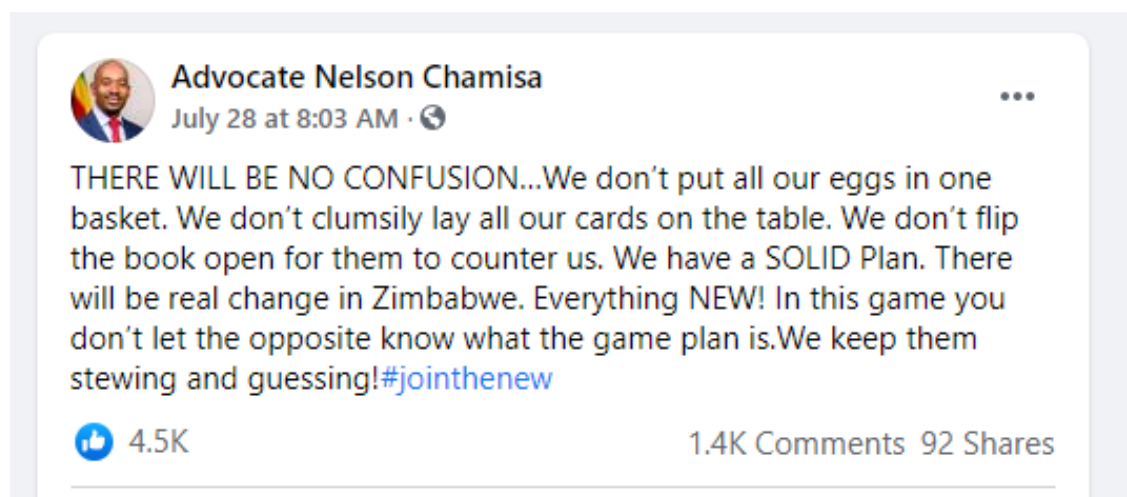 Advocate Nelson Chamisa
July 28 at 8:03 AM ·
THERE WILL BE NO CONFUSION...We don't put all our eggs in one
basket. We don't clumsily lay all our cards on the table. We don't flip
the book open for them to counter us. We have a SOLID Plan. There
will be real change in Zimbabwe. Everything NEW! In this game you
don't let the opposite know what the game plan is.We keep them
stewing and guessing!#jointhenew
4.5K 1.4K Comments 92 Shares